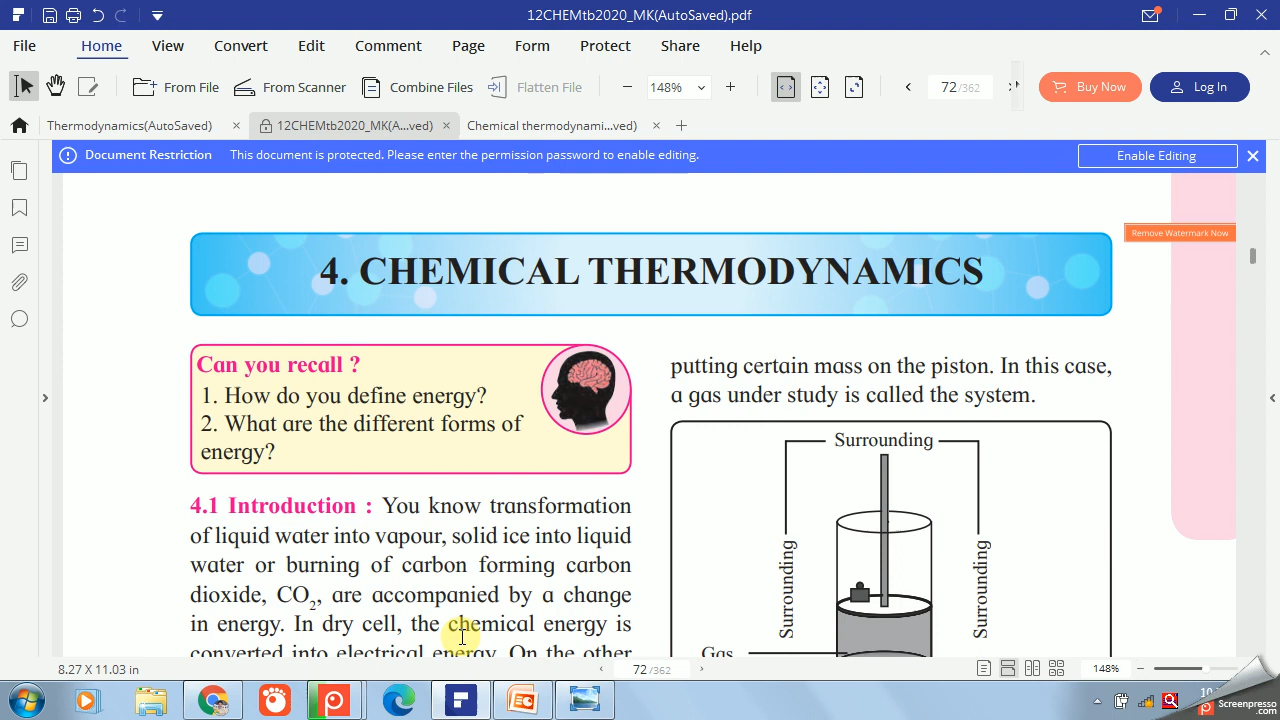 12CHEMtb2020_MK(AutoSaved).pdf
File Home View Convert Edit Comment Page Form Protect Share Help
From File From Scanner Combine Files Flatten File 148% 72/362 Buy Now Log In
Thermodynamics(AutoSaved) 12CHEMtb2020_MK(A...ved) Chemical thermodynami...ved)
Document Restriction This document is protected. Please enter the permission password to enable editing. Enable Editing
Remove Watermark Now
4. CHEMICAL THERMODYNAMICS
Can you recall ?
1. How do you define energy?
2. What are the different forms of
energy?
4.1 Introduction : You know transformation
of liquid water into vapour, solid ice into liquid
water or burning of carbon forming carbon
dioxide, CO₂, are accompanied by a change
in energy. In dry cell, the chemical energy is
converted into electrical energy. On the other
putting certain mass on the piston. In this case,
a gas under study is called the system.
Surrounding
Surrounding
Surrounding
Gas
8.27 X 11.03 in 72/362 148%
Screenpresso
.com